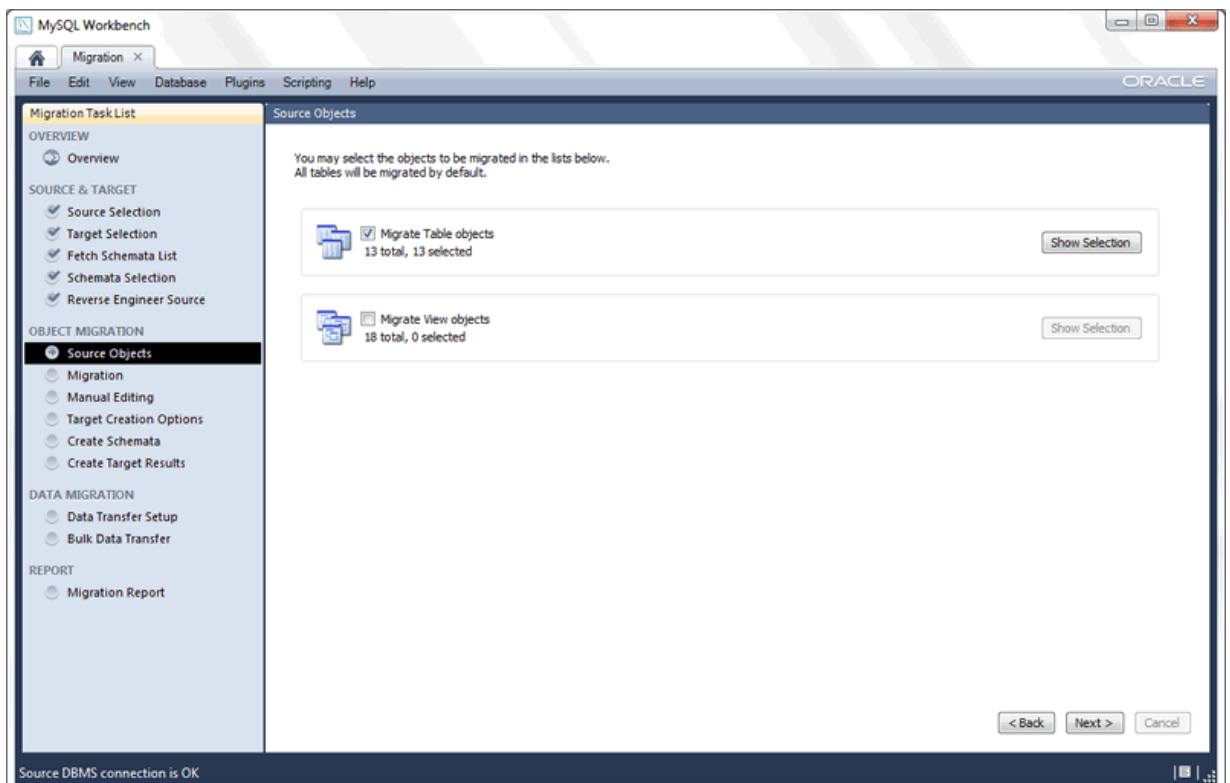 MySQL Workbench
Migration
File Edit View Database Plugins Scripting Help
ORACLE
Migration Task List
OVERVIEW
Overview
SOURCE & TARGET
Source Selection
Target Selection
Fetch Schemata List
Schemata Selection
Reverse Engineer Source
OBJECT MIGRATION
Source Objects
Migration
Manual Editing
Target Creation Options
Create Schemata
Create Target Results
DATA MIGRATION
Data Transfer Setup
Bulk Data Transfer
REPORT
Migration Report
Source Objects
You may select the objects to be migrated in the lists below.
All tables will be migrated by default.
Migrate Table objects
13 total, 13 selected
Show Selection
Migrate View objects
18 total, 0 selected
Show Selection
< Back Next > Cancel
Source DBMS connection is OK